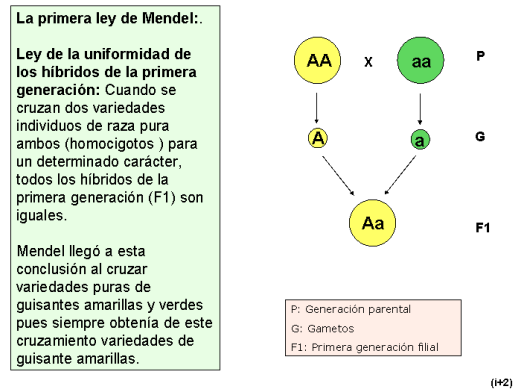 La primera ley de Mendel:.
Ley de la uniformidad de
los híbridos de la primera
generación: Cuando se
cruzan dos variedades
individuos de raza pura
ambos (homocigotos ) para
un determinado carácter,
todos los híbridos de la
primera generación (F1) son
iguales.
Mendel llegó a esta
conclusión al cruzar
variedades puras de
guisantes amarillas y verdes
pues siempre obtenía de este
cruzamiento variedades de
guisante amarillas.
AA x aa P
A a G
Aa F1
P: Generación parental
G: Gametos
F1: Primera generación filial
(i+2)